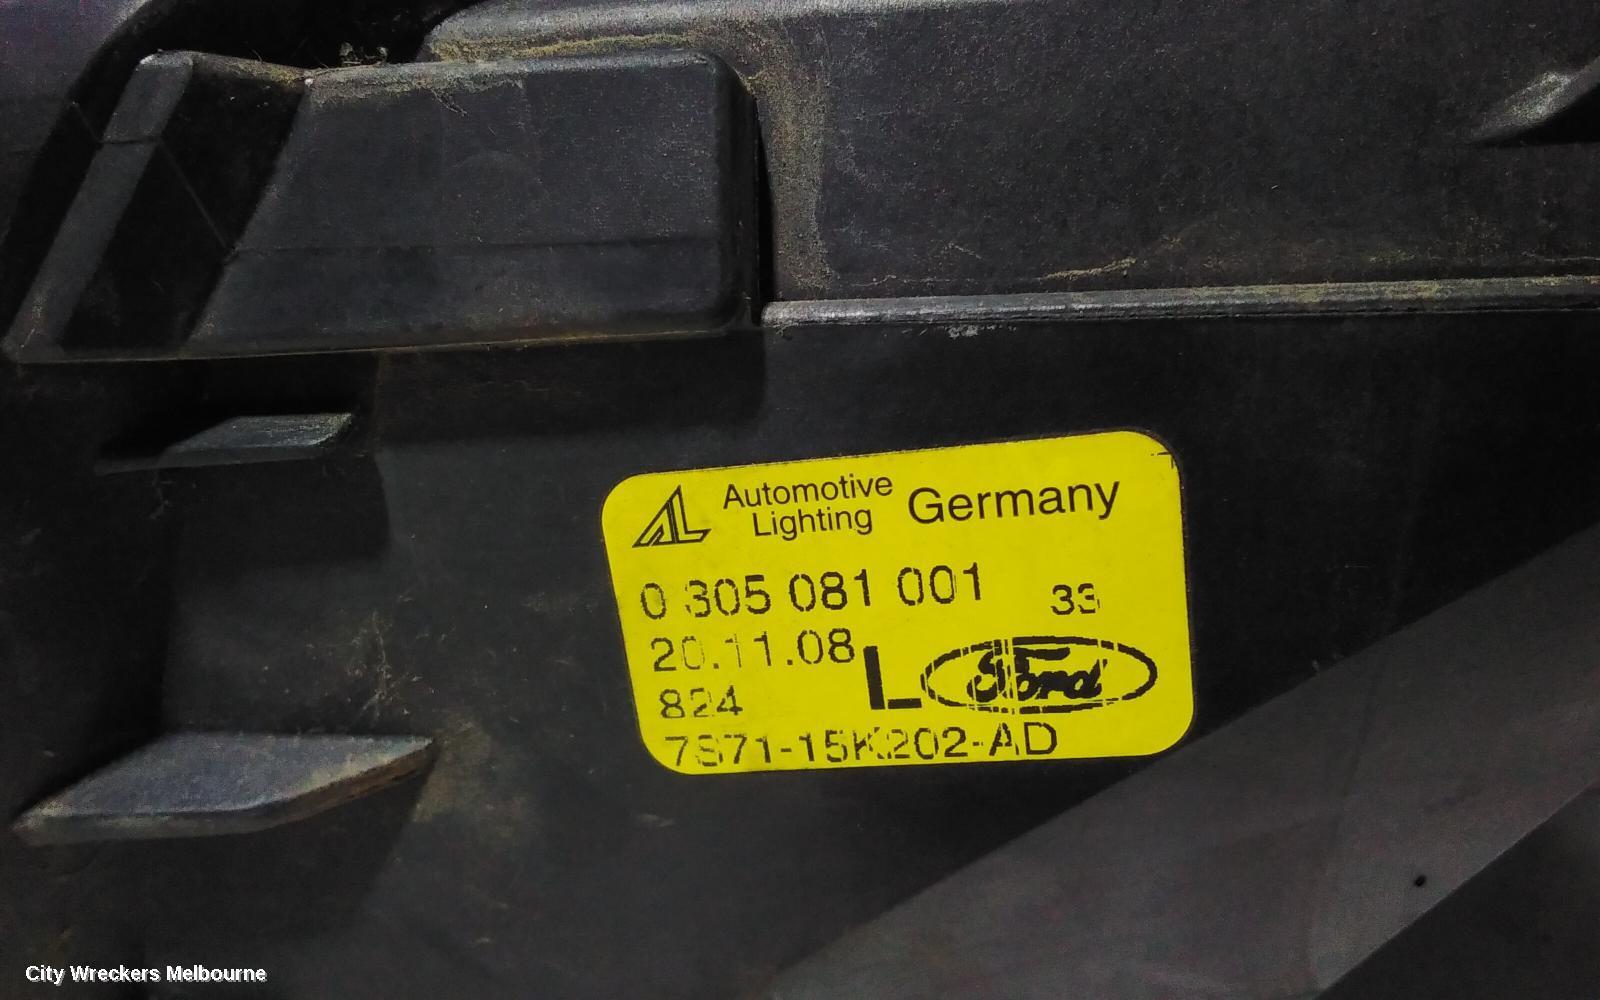 AL Automotive Lighting Germany
0 305 081 001 33
20.11.08
L Ford
824
7S71-15K202-AD
City Wreckers Melbourne